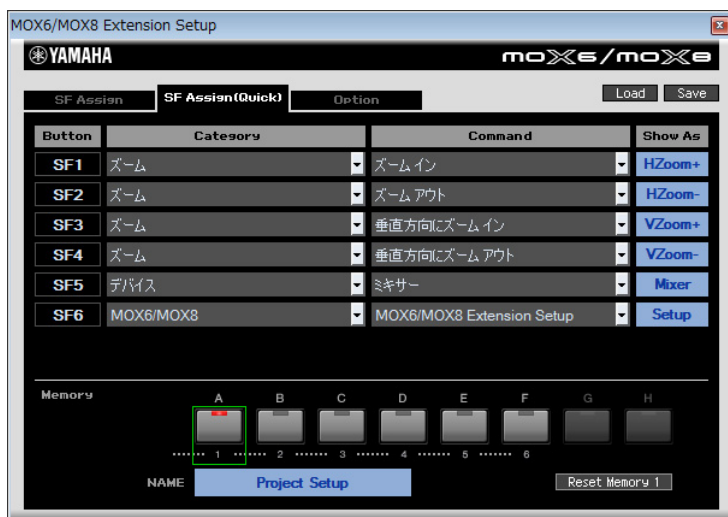 MOX6/MOX8 Extension Setup
YAMAHA
moX6/moX8
SF Assign SF Assign(Quick) Option Load Save
Button Category Command Show As
SF1 ズーム ズーム イン HZoom+
SF2 ズーム ズーム アウト HZoom-
SF3 ズーム 垂直方向にズーム イン VZoom+
SF4 ズーム 垂直方向にズーム アウト VZoom-
SF5 デバイス ミキサー Mixer
SF6 MOX6/MOX8 MOX6/MOX8 Extension Setup Setup
Memory A B C D E F G H
1 2 3 4 5 6
NAME Project Setup Reset Memory 1